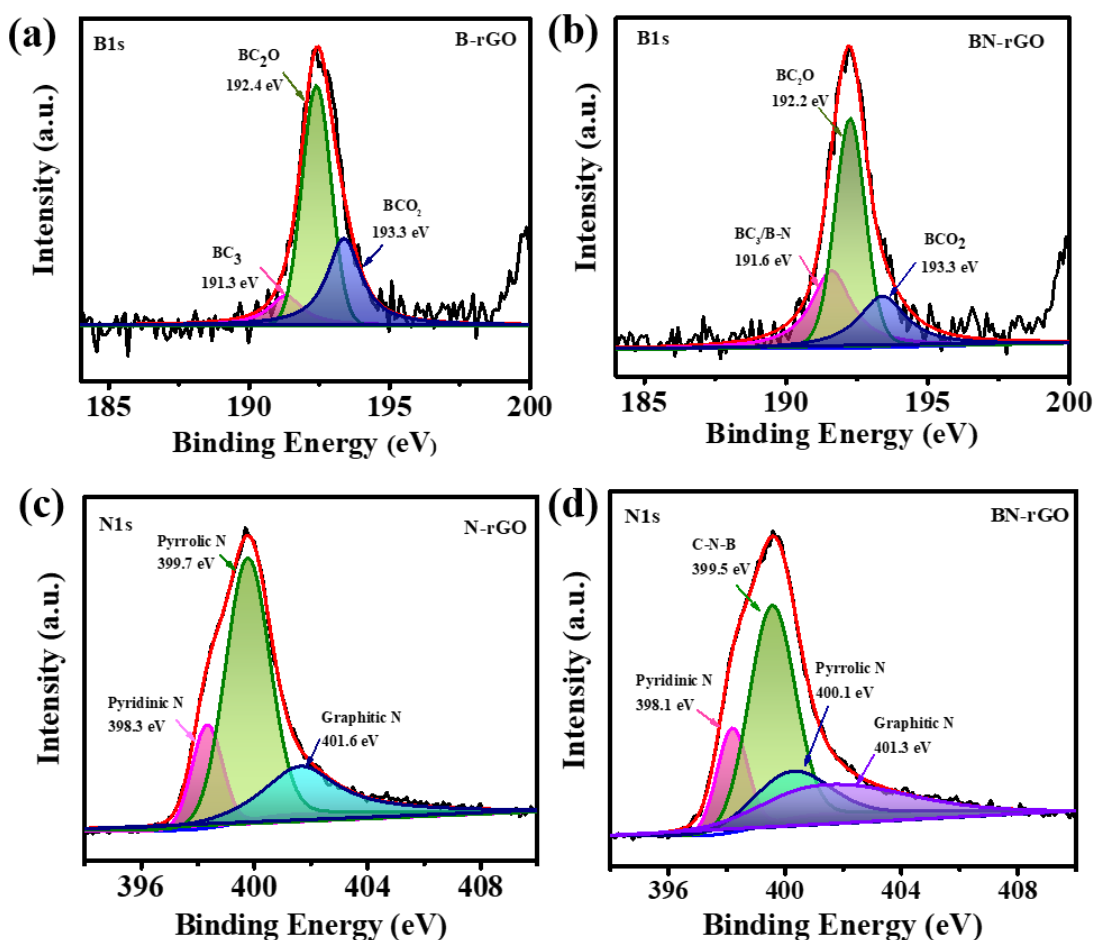 (a)
B1s
B-rGO
BC2O
192.4 eV
BCO2
193.3 eV
BC3
191.3 eV
Intensity (a.u.)
185
190
195
200
Binding Energy (eV)
(b)
B1s
BN-rGO
BC2O
192.2 eV
BC3/B-N
191.6 eV
BCO2
193.3 eV
Intensity (a.u.)
185
190
195
200
Binding Energy (eV)
(c)
N1s
N-rGO
Pyrrolic N
399.7 eV
Pyridinic N
398.3 eV
Graphitic N
401.6 eV
Intensity (a.u.)
396
400
404
408
Binding Energy (eV)
(d)
N1s
BN-rGO
C-N-B
399.5 eV
Pyrrolic N
400.1 eV
Pyridinic N
398.1 eV
Graphitic N
401.3 eV
Intensity (a.u.)
396
400
404
408
Binding Energy (eV)